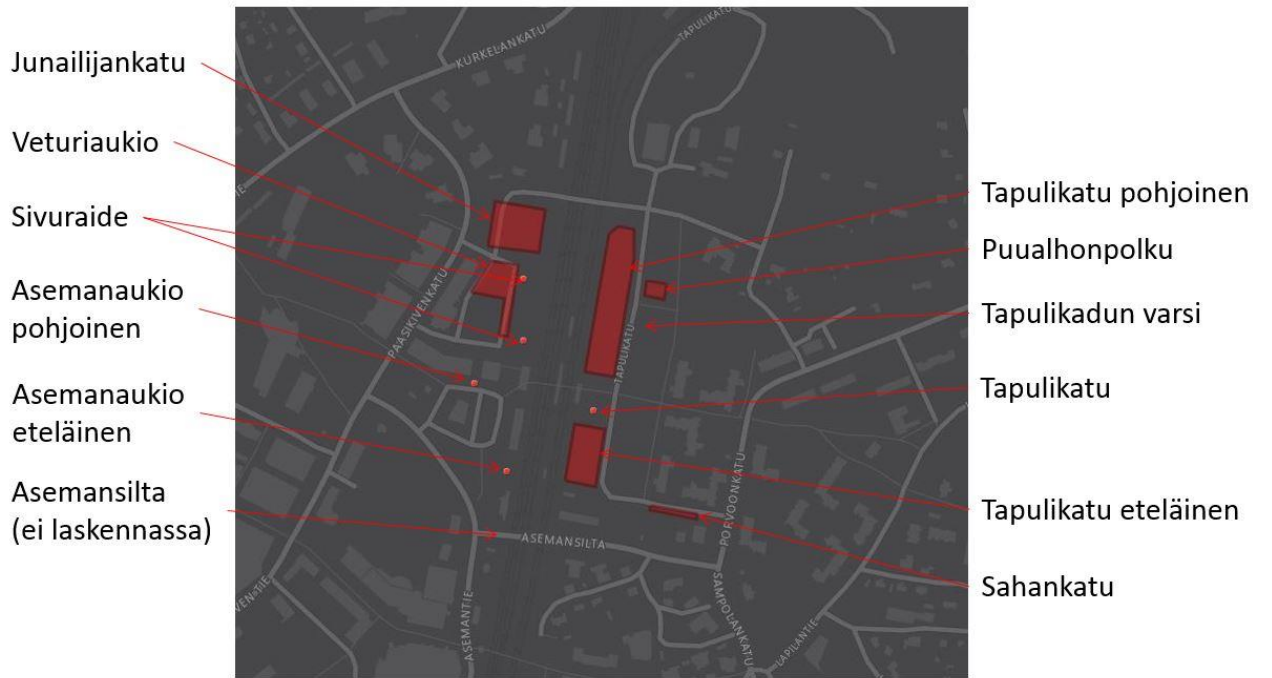 Junailijankatu
Veturiaukio
Sivuraide
Asemanaukio
pohjoinen
Asemanaukio
eteläinen
Asemansilta
(ei laskennassa)
KURKELANKATU
TAPULIKATU
PAASIKIVENKATU
TAPULIKATU
ASEMANSILTA
PORVOONKATU
SAMPOLANKATU
ASEMANTIE
LAPILANTIE
Tapulikatu pohjoinen
Puualhonpolku
Tapulikadun varsi
Tapulikatu
Tapulikatu eteläinen
Sahankatu